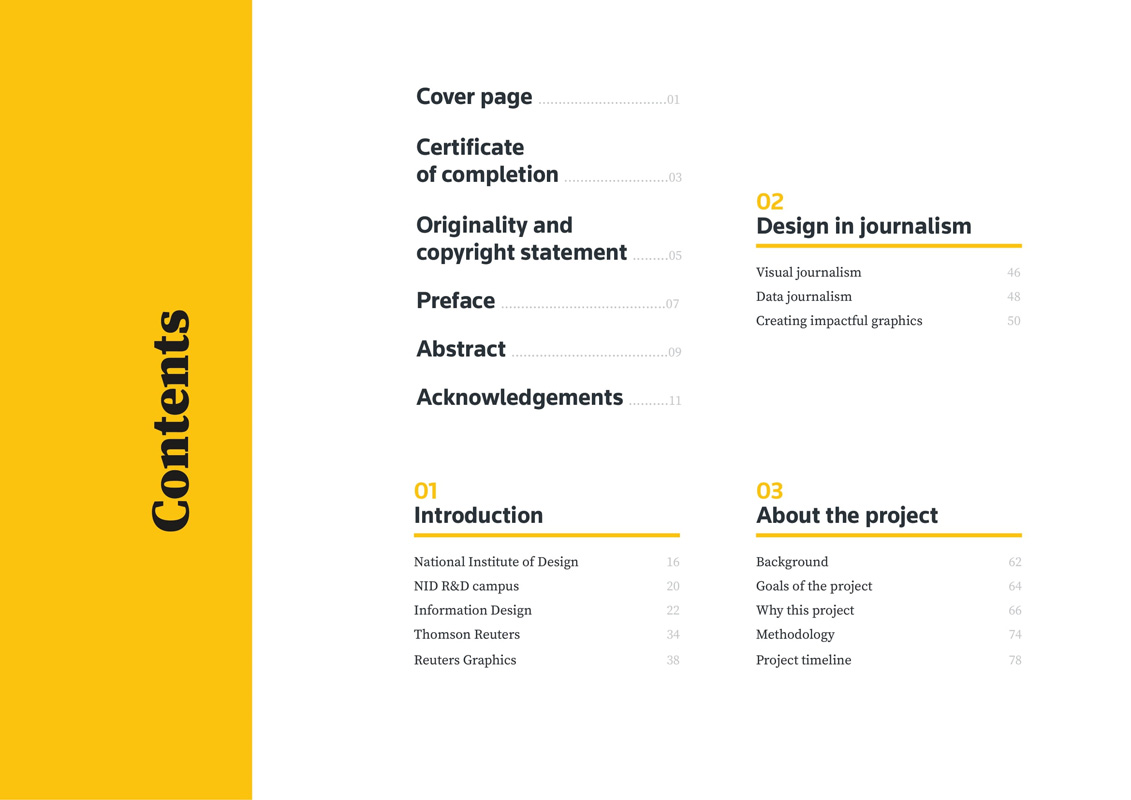 Contents
Cover page ................................01
Certificate
of completion ..........................03
Originality and
copyright statement .........05
Preface .............................................07
Abstract .......................................09
Acknowledgements ..........11
01
Introduction
National Institute of Design 16
NID R&D campus 20
Information Design 22
Thomson Reuters 34
Reuters Graphics 38
02
Design in journalism
Visual journalism 46
Data journalism 48
Creating impactful graphics 50
03
About the project
Background 62
Goals of the project 64
Why this project 66
Methodology 74
Project timeline 78